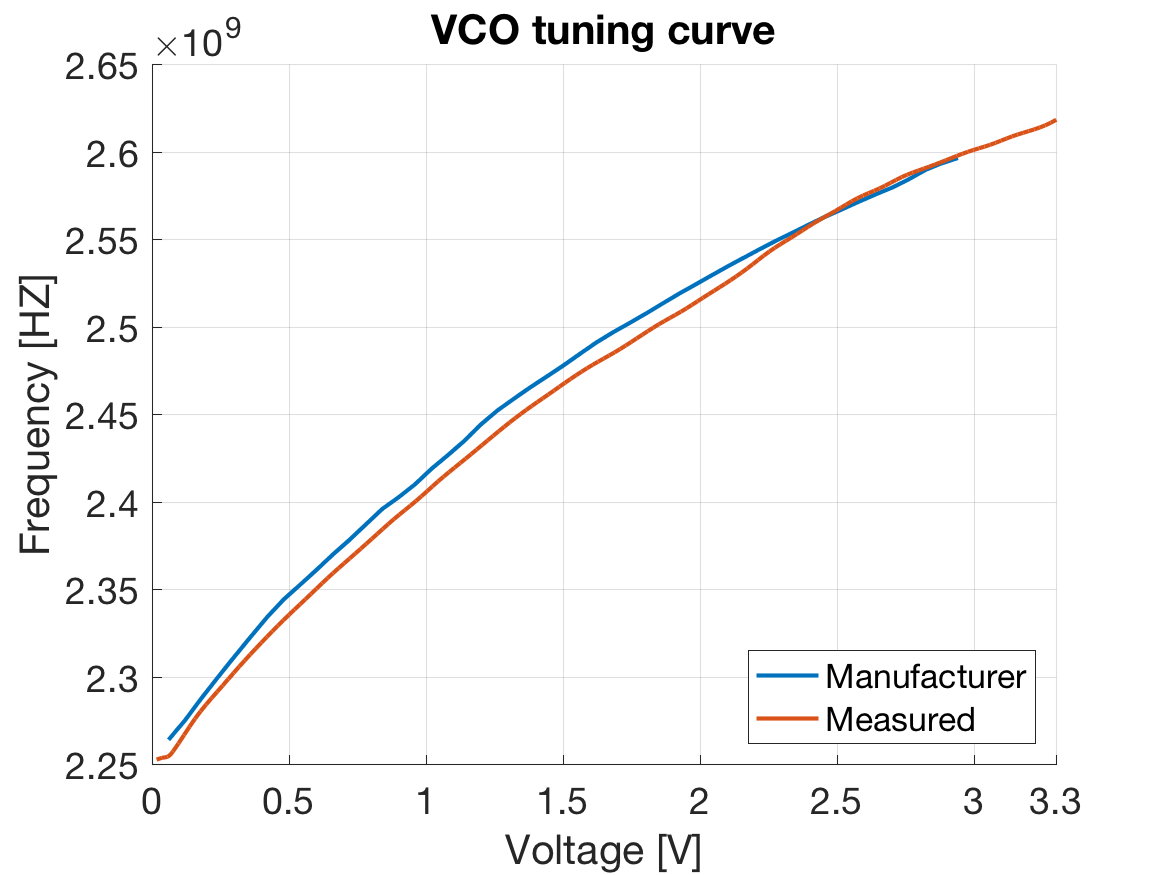 VCO tuning curve
×10⁹
2.65
2.6
2.55
2.5
2.45
2.4
2.35
2.3
2.25
Frequency [HZ]
0 0.5 1 1.5 2 2.5 3 3.3
Voltage [V]
Manufacturer
Measured